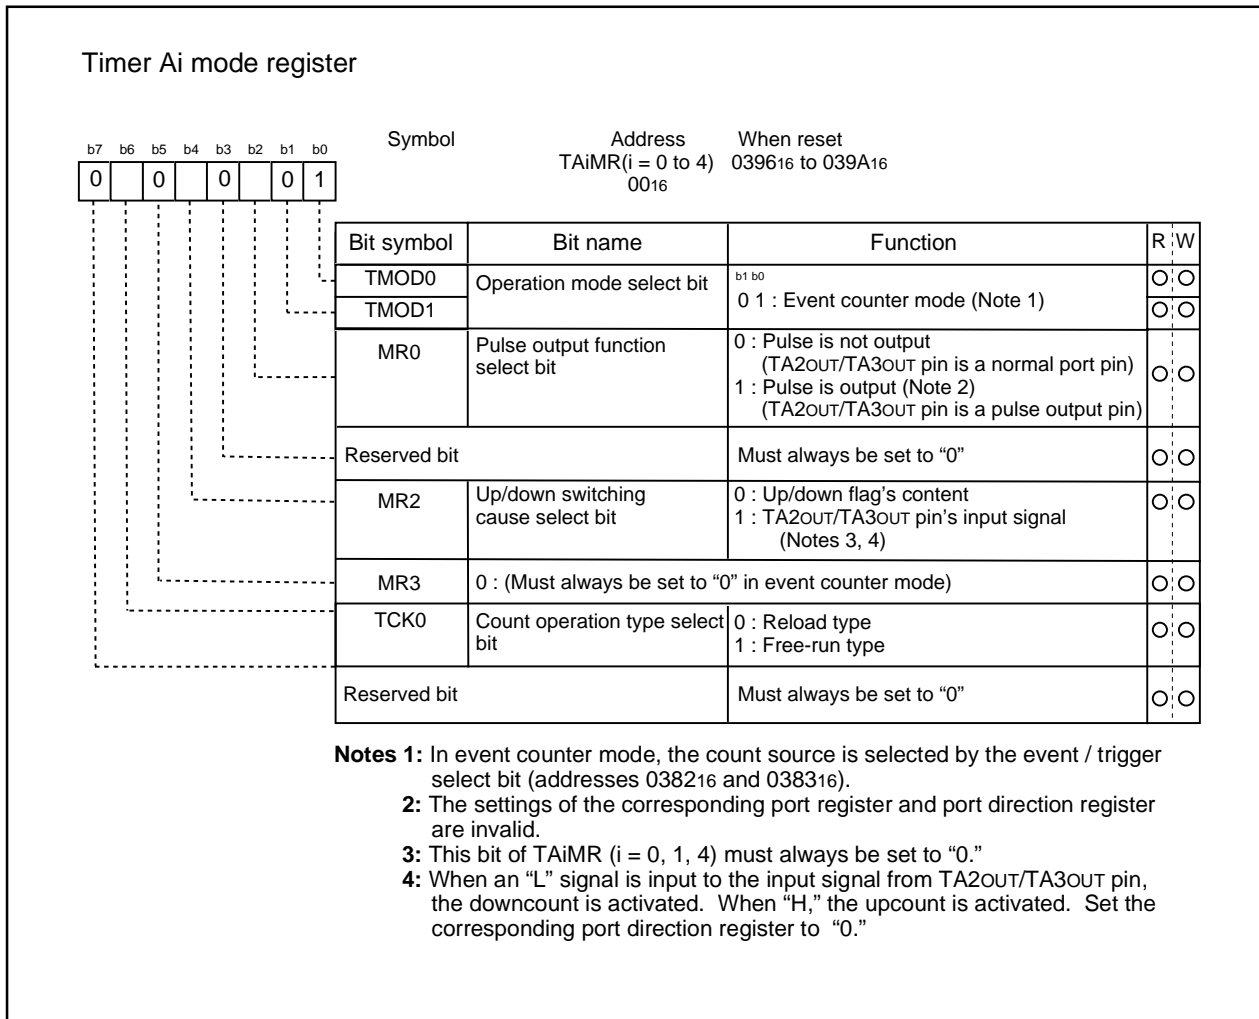 Timer Ai mode register
Symbol Address When reset
TAiMR(i = 0 to 4) 039616 to 039A16
0016
b7 b6 b5 b4 b3 b2 b1 b0
0 0 0 0 1
Bit symbol Bit name Function R W
TMOD0 Operation mode select bit b1 b0
TMOD1 0 1 : Event counter mode (Note 1)
MR0 Pulse output function select bit 0 : Pulse is not output
(TA2OUT/TA3OUT pin is a normal port pin)
1 : Pulse is output (Note 2)
(TA2OUT/TA3OUT pin is a pulse output pin)
Reserved bit Must always be set to “0”
MR2 Up/down switching cause select bit 0 : Up/down flag’s content
1 : TA2OUT/TA3OUT pin’s input signal
(Notes 3, 4)
MR3 0 : (Must always be set to “0” in event counter mode)
TCK0 Count operation type select bit 0 : Reload type
1 : Free-run type
Reserved bit Must always be set to “0”
Notes 1: In event counter mode, the count source is selected by the event / trigger
select bit (addresses 038216 and 038316).
2: The settings of the corresponding port register and port direction register
are invalid.
3: This bit of TAiMR (i = 0, 1, 4) must always be set to “0.”
4: When an “L” signal is input to the input signal from TA2OUT/TA3OUT pin,
the downcount is activated. When “H,” the upcount is activated. Set the
corresponding port direction register to “0.”